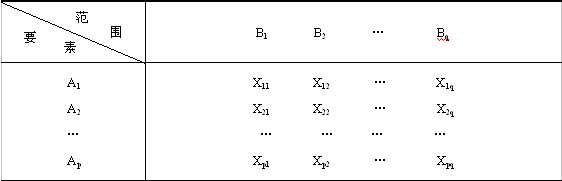 范围
要素
B1 B2 … Bq
A1 X11 X12 … X1q
A2 X21 X22 … X2q
… … … … …
Ap Xp1 Xp2 … Xpq